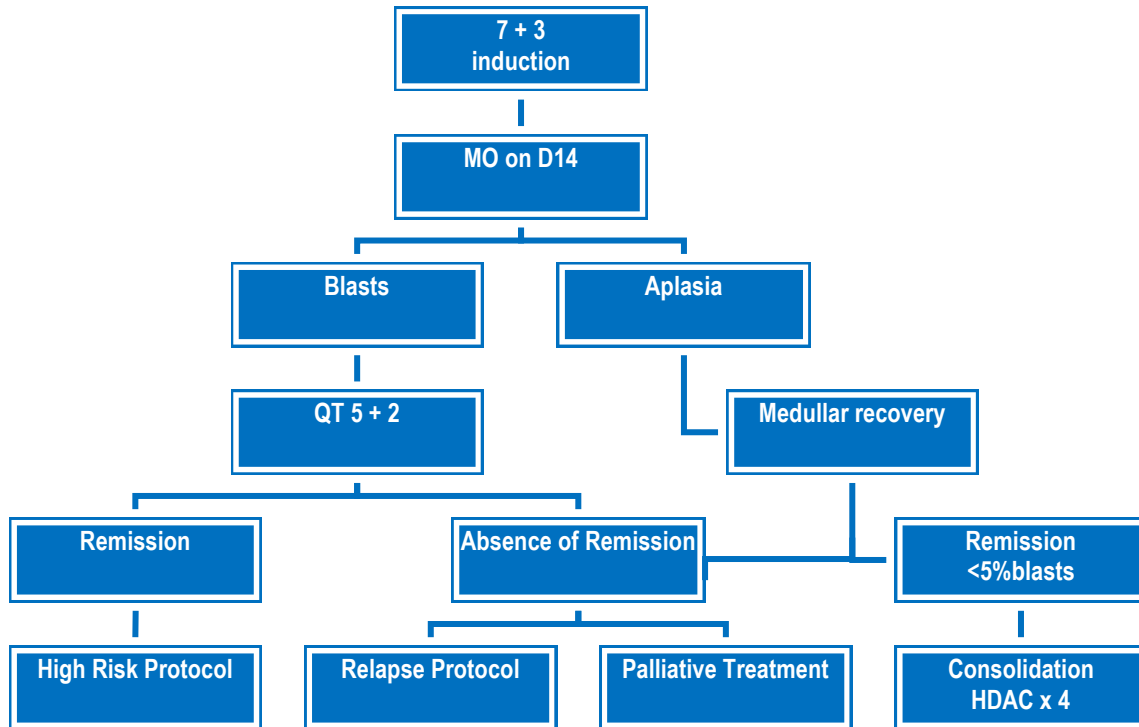 7 + 3
induction
MO on D14
Blasts
Aplasia
QT 5 + 2
Medullar recovery
Remission
Absence of Remission
Remission
<5%blasts
High Risk Protocol
Relapse Protocol
Palliative Treatment
Consolidation
HDAC x 4